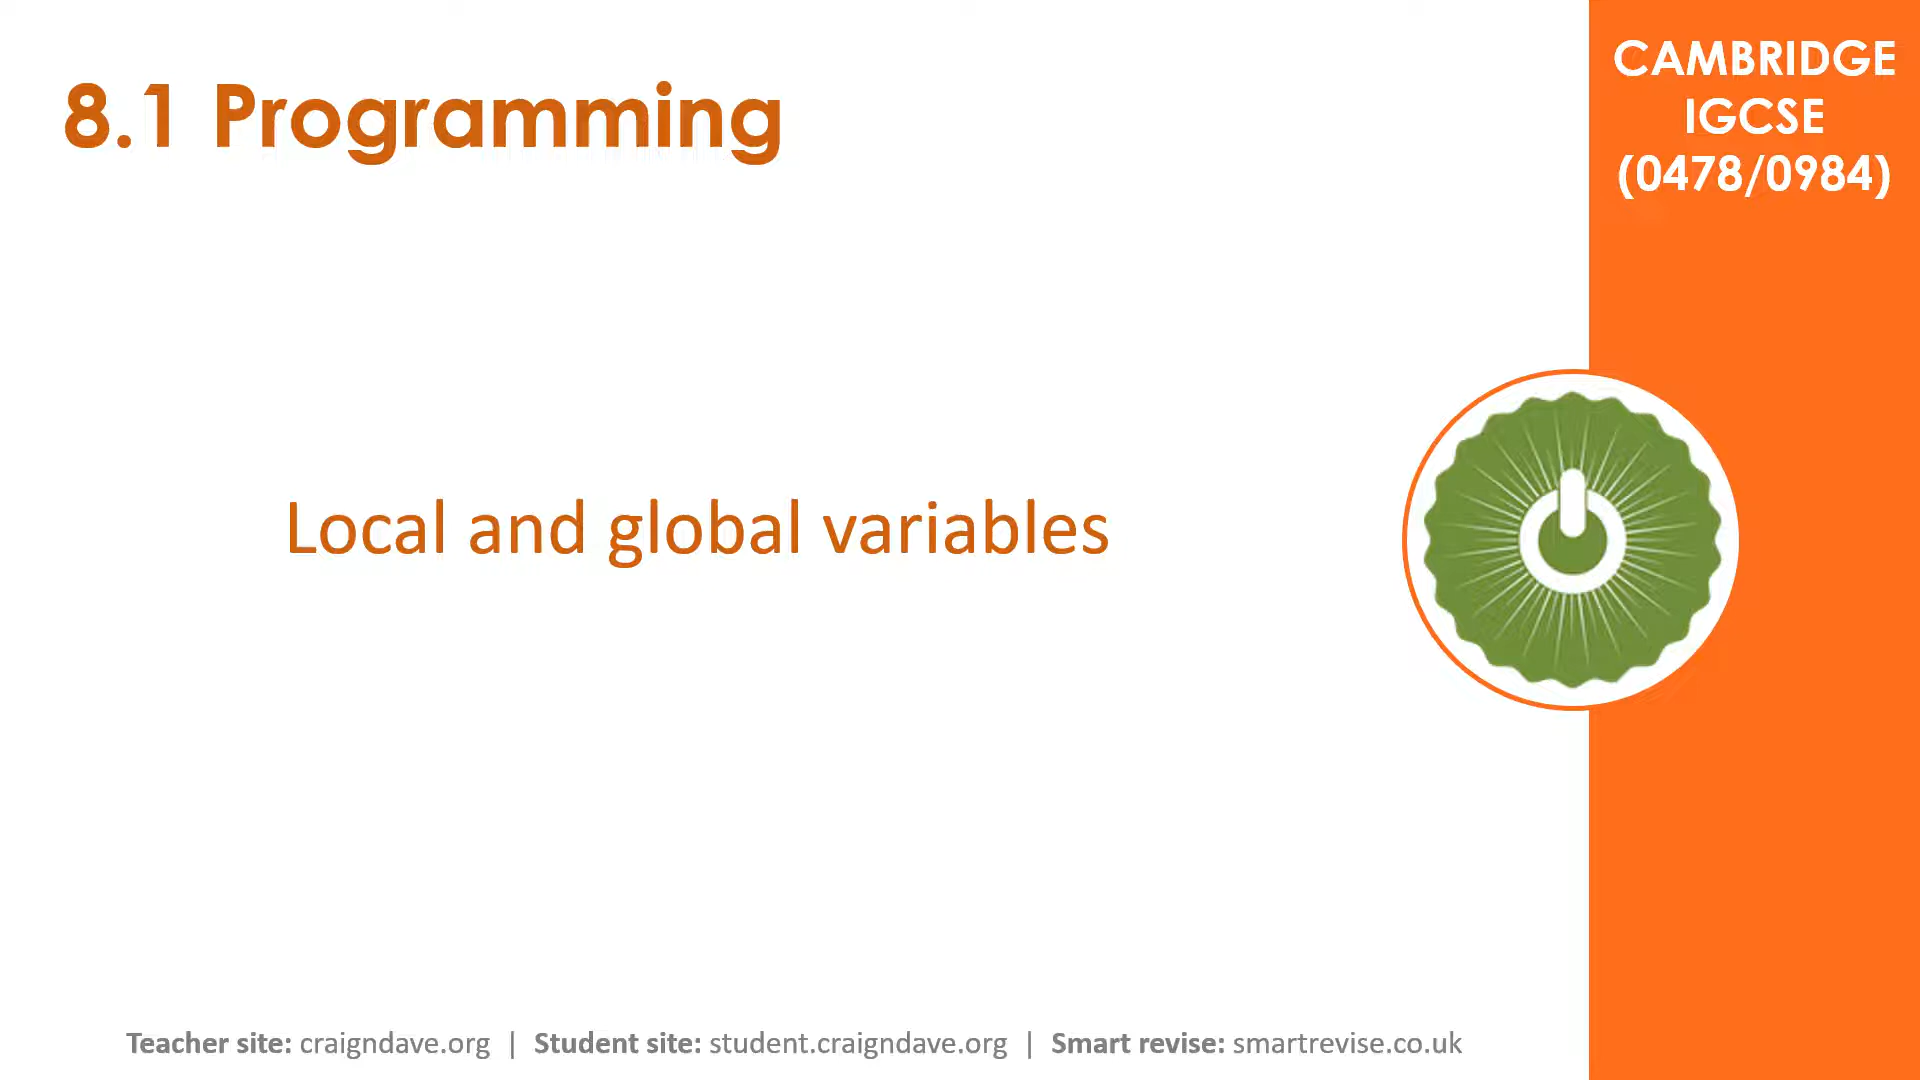 8.1 Programming
CAMBRIDGE
IGCSE
(0478/0984)
Local and global variables
Teacher site: craigndave.org | Student site: student.craigndave.org | Smart revise: smartrevise.co.uk